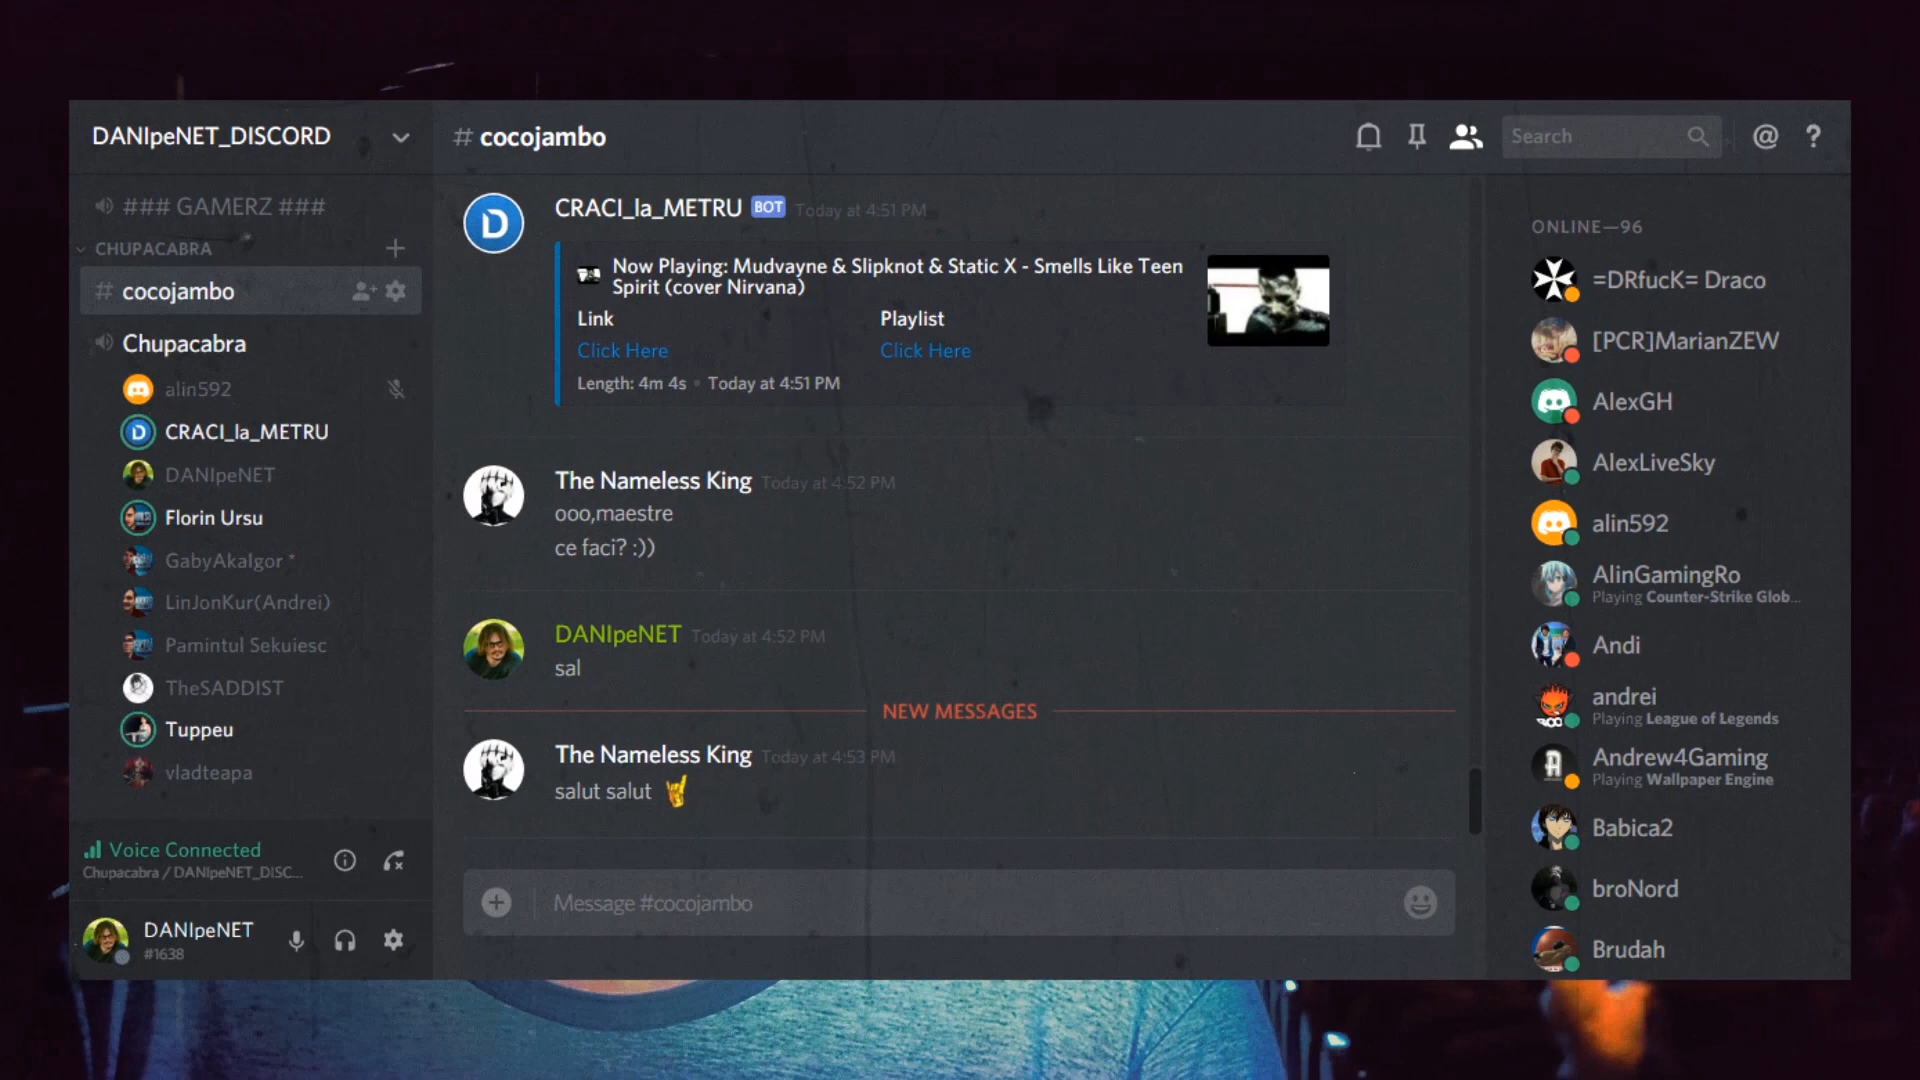 DANIpeNET_DISCORD
### GAMERZ ###
CHUPACABRA
# cocojambo
Chupacabra
alin592
CRACI_la_METRU
DANIpeNET
Florin Ursu
GabyAkalgor *
LinJonKur(Andrei)
Pamintul Sekuiesc
TheSADDIST
Tuppeu
vladteapa
Voice Connected
Chupacabra / DANIpeNET_DISC...
DANIpeNET
#1638
# cocojambo
Search
@ ?
CRACI_la_METRU BOT Today at 4:51 PM
Now Playing: Mudvayne & Slipknot & Static X - Smells Like Teen
Spirit (cover Nirvana)
Link Playlist
Click Here Click Here
Length: 4m 4s • Today at 4:51 PM
The Nameless King Today at 4:52 PM
ooo,maestre
ce faci? :))
DANIpeNET Today at 4:52 PM
sal
NEW MESSAGES
The Nameless King Today at 4:53 PM
salut salut 🤘
Message #cocojambo
ONLINE—96
=DRfucK= Draco
[PCR]MarianZEW
AlexGH
AlexLiveSky
alin592
AlinGamingRo
Playing Counter-Strike Glob...
Andi
andrei
Playing League of Legends
Andrew4Gaming
Playing Wallpaper Engine
Babica2
broNord
Brudah